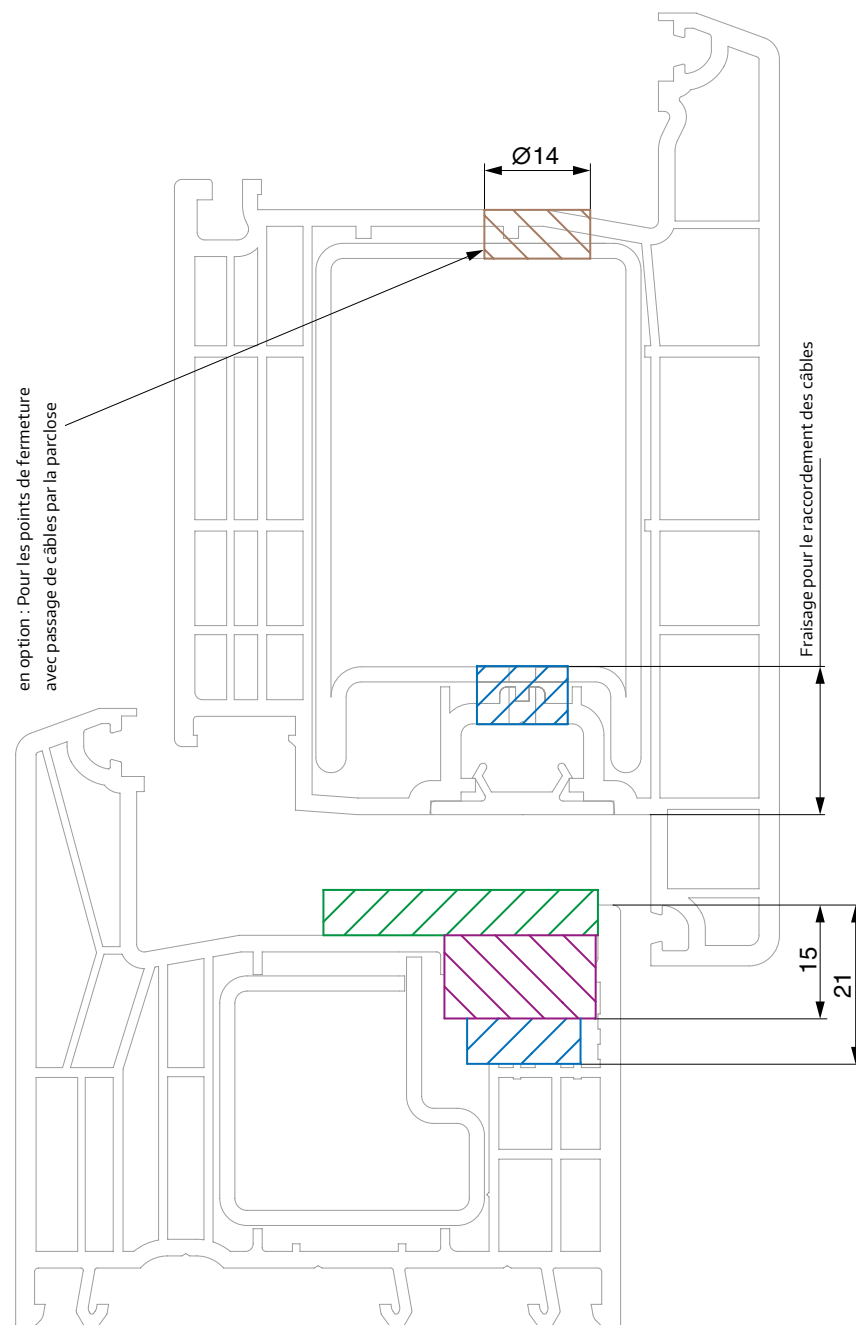 Ø14
en option : Pour les points de fermeture
avec passage de câbles par la parclose
Fraisage pour le raccordement des câbles
15
21